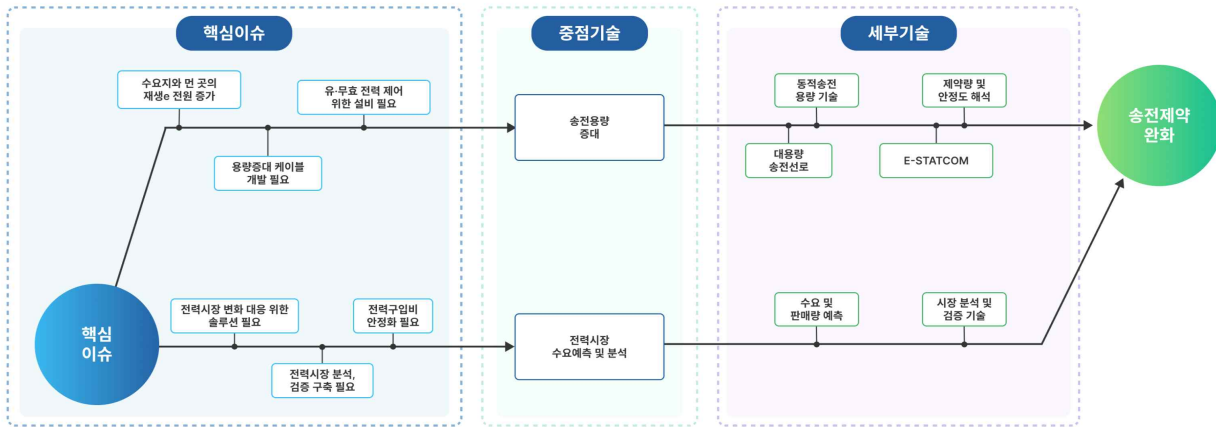 핵심이슈
중점기술
세부기술
수요지와 먼 곳의
재생e 전원 증가
유·무효 전력 제어
위한 설비 필요
용량증대 케이블
개발 필요
송전용량
증대
동적송전
용량 기술
제약량 및
안정도 해석
대용량
송전선로
E-STATCOM
송전제약
완화
핵심
이슈
전력시장 변화 대응 위한
솔루션 필요
전력구입비
안정화 필요
전력시장 분석,
검증 구축 필요
전력시장
수요예측 및 분석
수요 및
판매량 예측
시장 분석 및
검증 기술